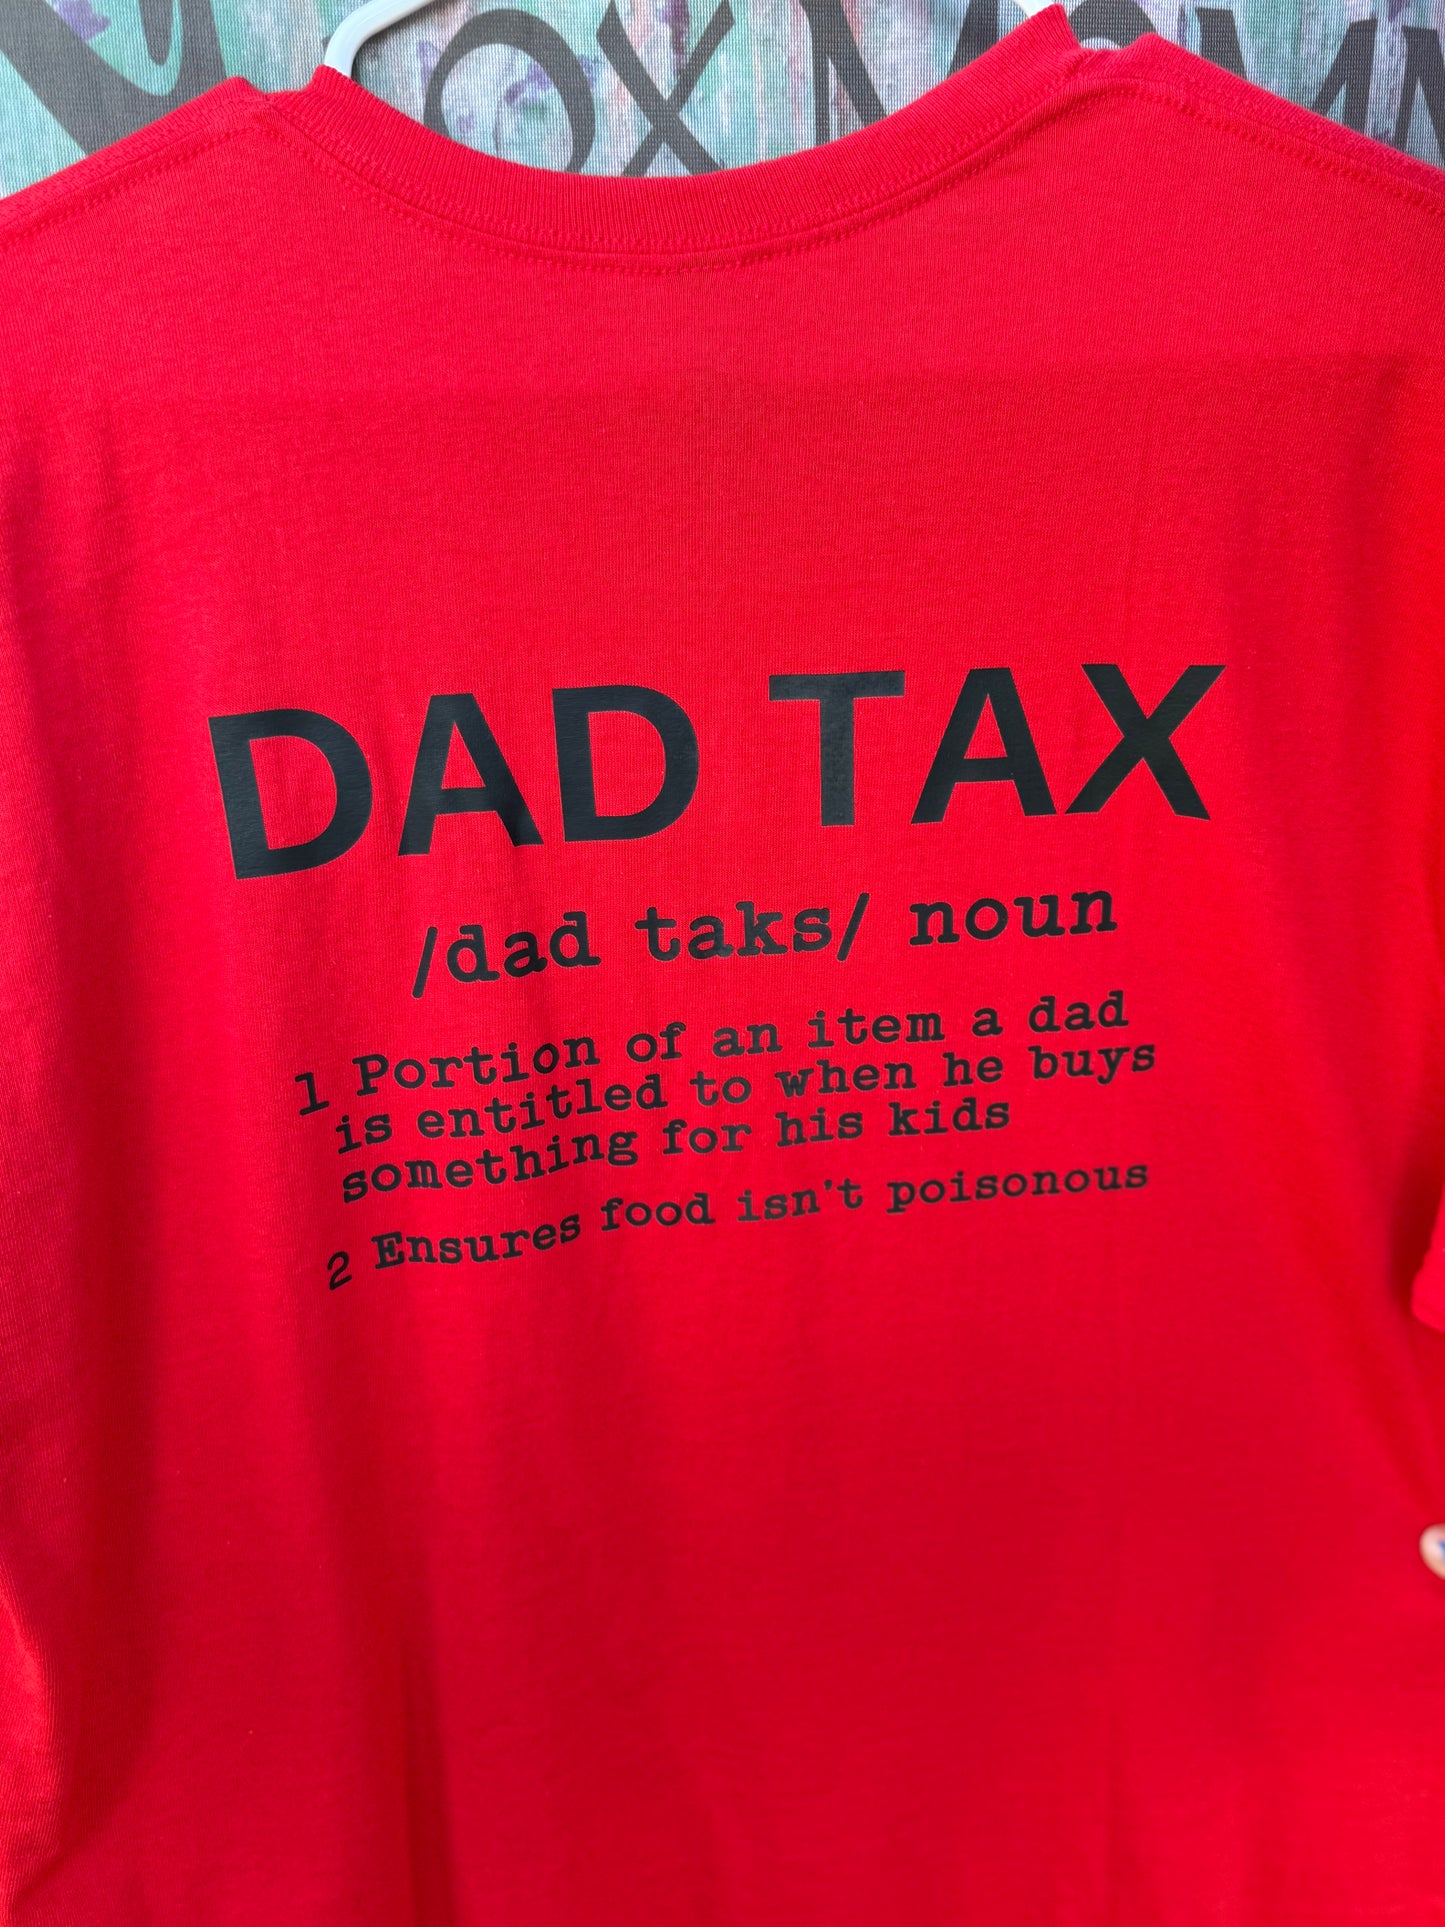 DAD TAX
/dad taks/ noun
1 Portion of an item a dad
is entitled to when he buys
something for his kids
2 Ensures food isn't poisonous